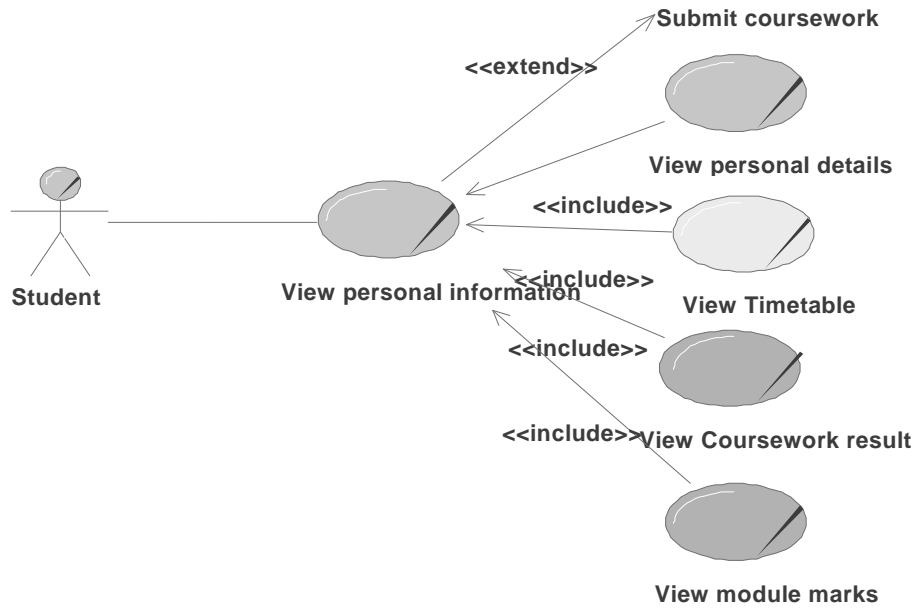 Submit coursework
<<extend>>
View personal details
<<include>>
Student
View personal information
<<include>>
View Timetable
<<include>>
<<include>>
View Coursework result
View module marks